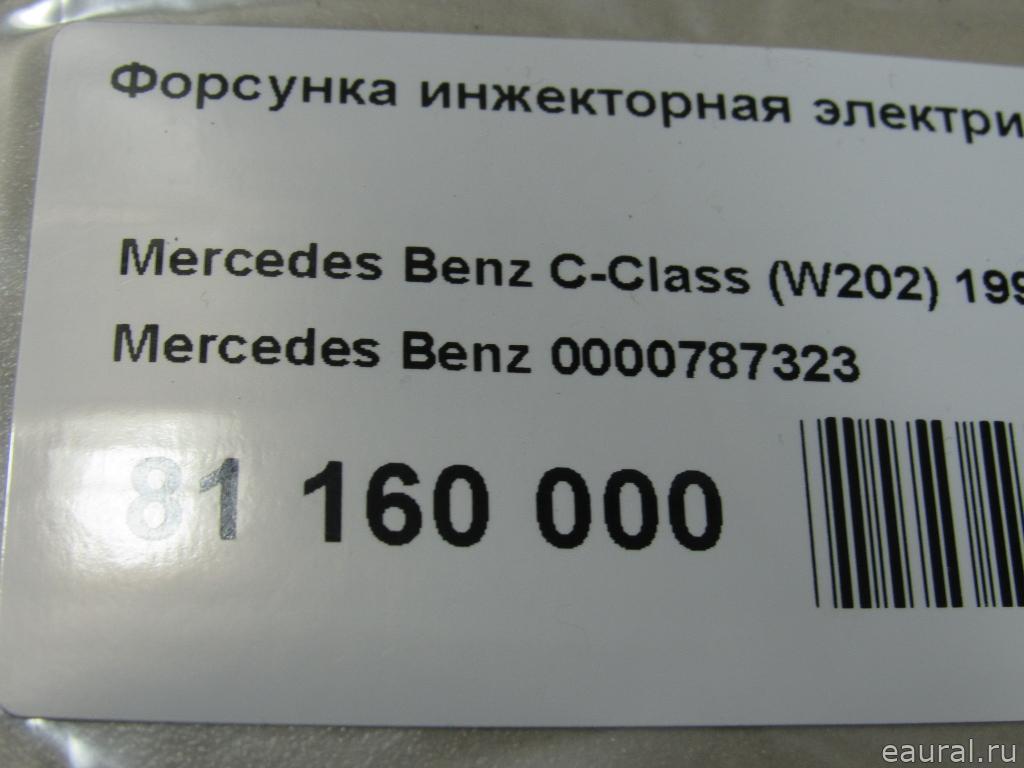 Форсунка инжекторная электри
Mercedes Benz C-Class (W202) 199
Mercedes Benz 0000787323
81 160 000
eaural.ru